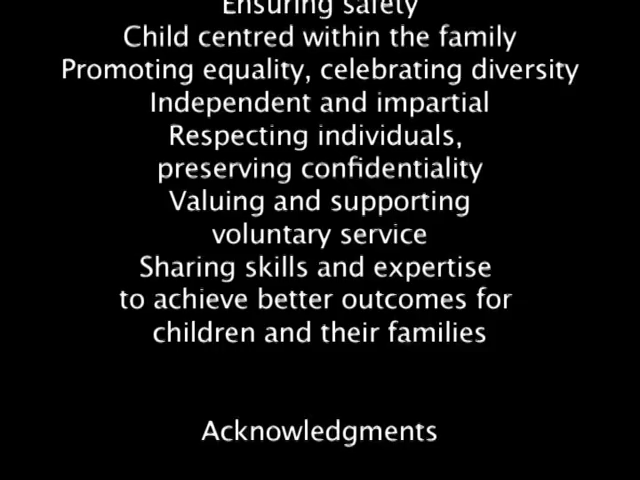 Ensuring safety
Child centred within the family
Promoting equality, celebrating diversity
Independent and impartial
Respecting individuals,
preserving confidentiality
Valuing and supporting
voluntary service
Sharing skills and expertise
to achieve better outcomes for
children and their families
Acknowledgments